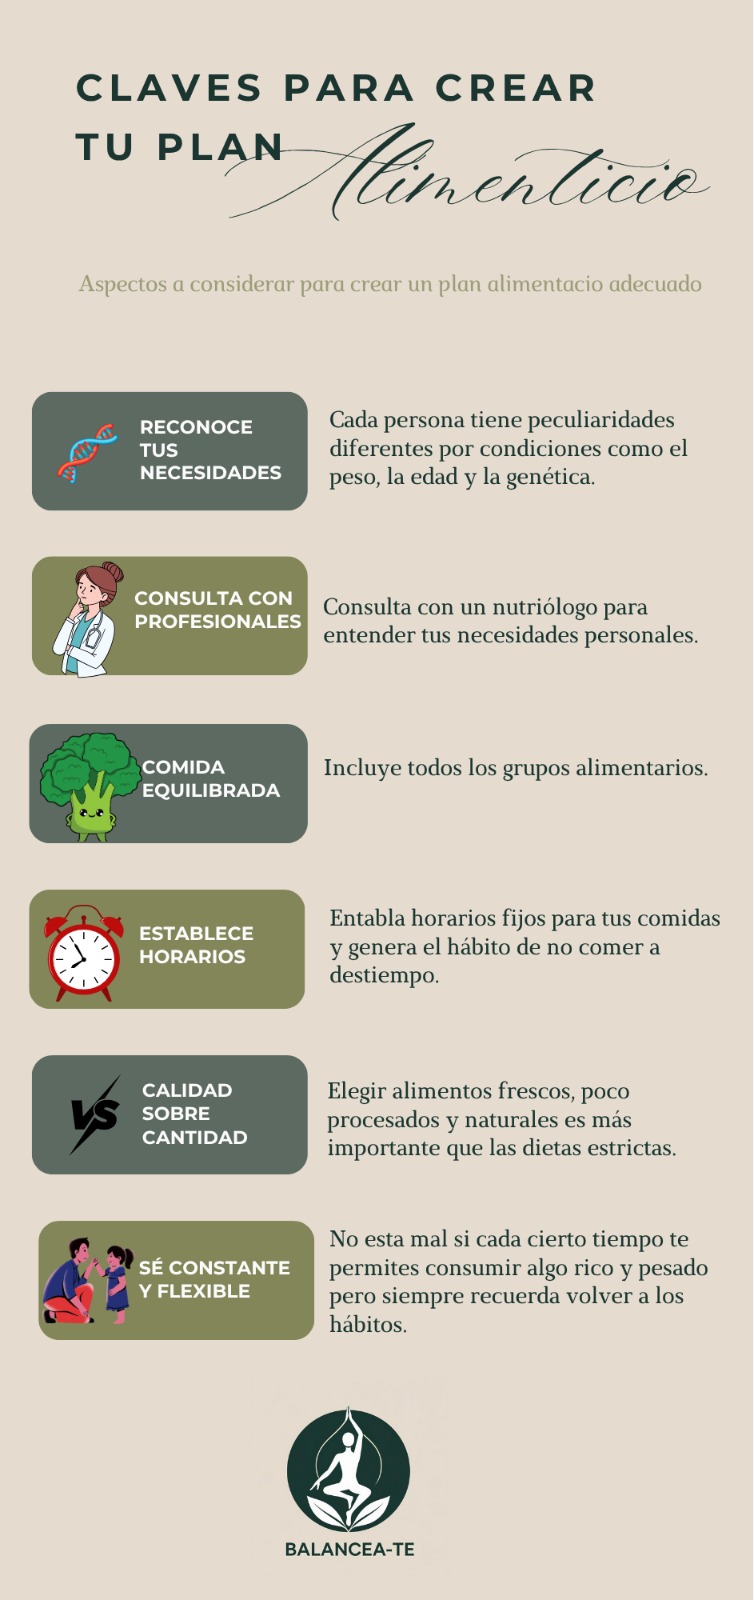 CLAVES PARA CREAR
TU PLAN Alimenticio
Aspectos a considerar para crear un plan alimentacio adecuado
RECONOCE
TUS
NECESIDADES
Cada persona tiene peculiaridades
diferentes por condiciones como el
peso, la edad y la genética.
CONSULTA CON
PROFESIONALES
Consulta con un nutriólogo para
entender tus necesidades personales.
COMIDA
EQUILIBRADA
Incluye todos los grupos alimentarios.
ESTABLECE
HORARIOS
Entabla horarios fijos para tus comidas
y genera el hábito de no comer a
destiempo.
VS
CALIDAD
SOBRE
CANTIDAD
Elegir alimentos frescos, poco
procesados y naturales es más
importante que las dietas estrictas.
SÉ CONSTANTE
Y FLEXIBLE
No esta mal si cada cierto tiempo te
permites consumir algo rico y pesado
pero siempre recuerda volver a los
hábitos.
BALANCEA-TE